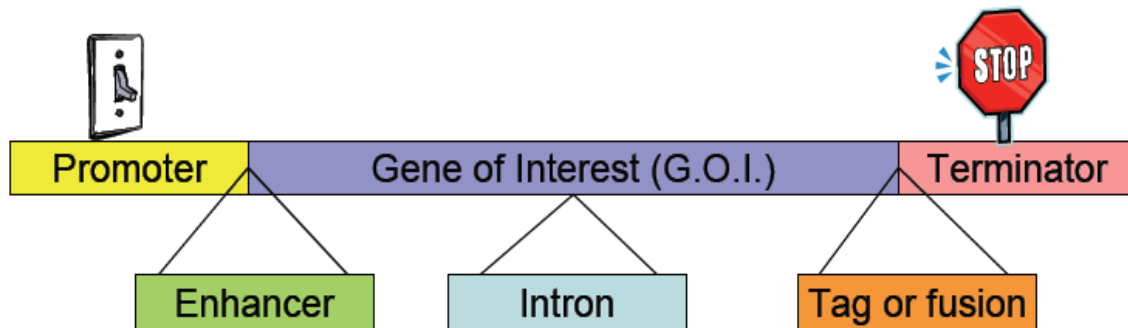 STOP
Promoter
Gene of Interest (G.O.I.)
Terminator
Enhancer
Intron
Tag or fusion